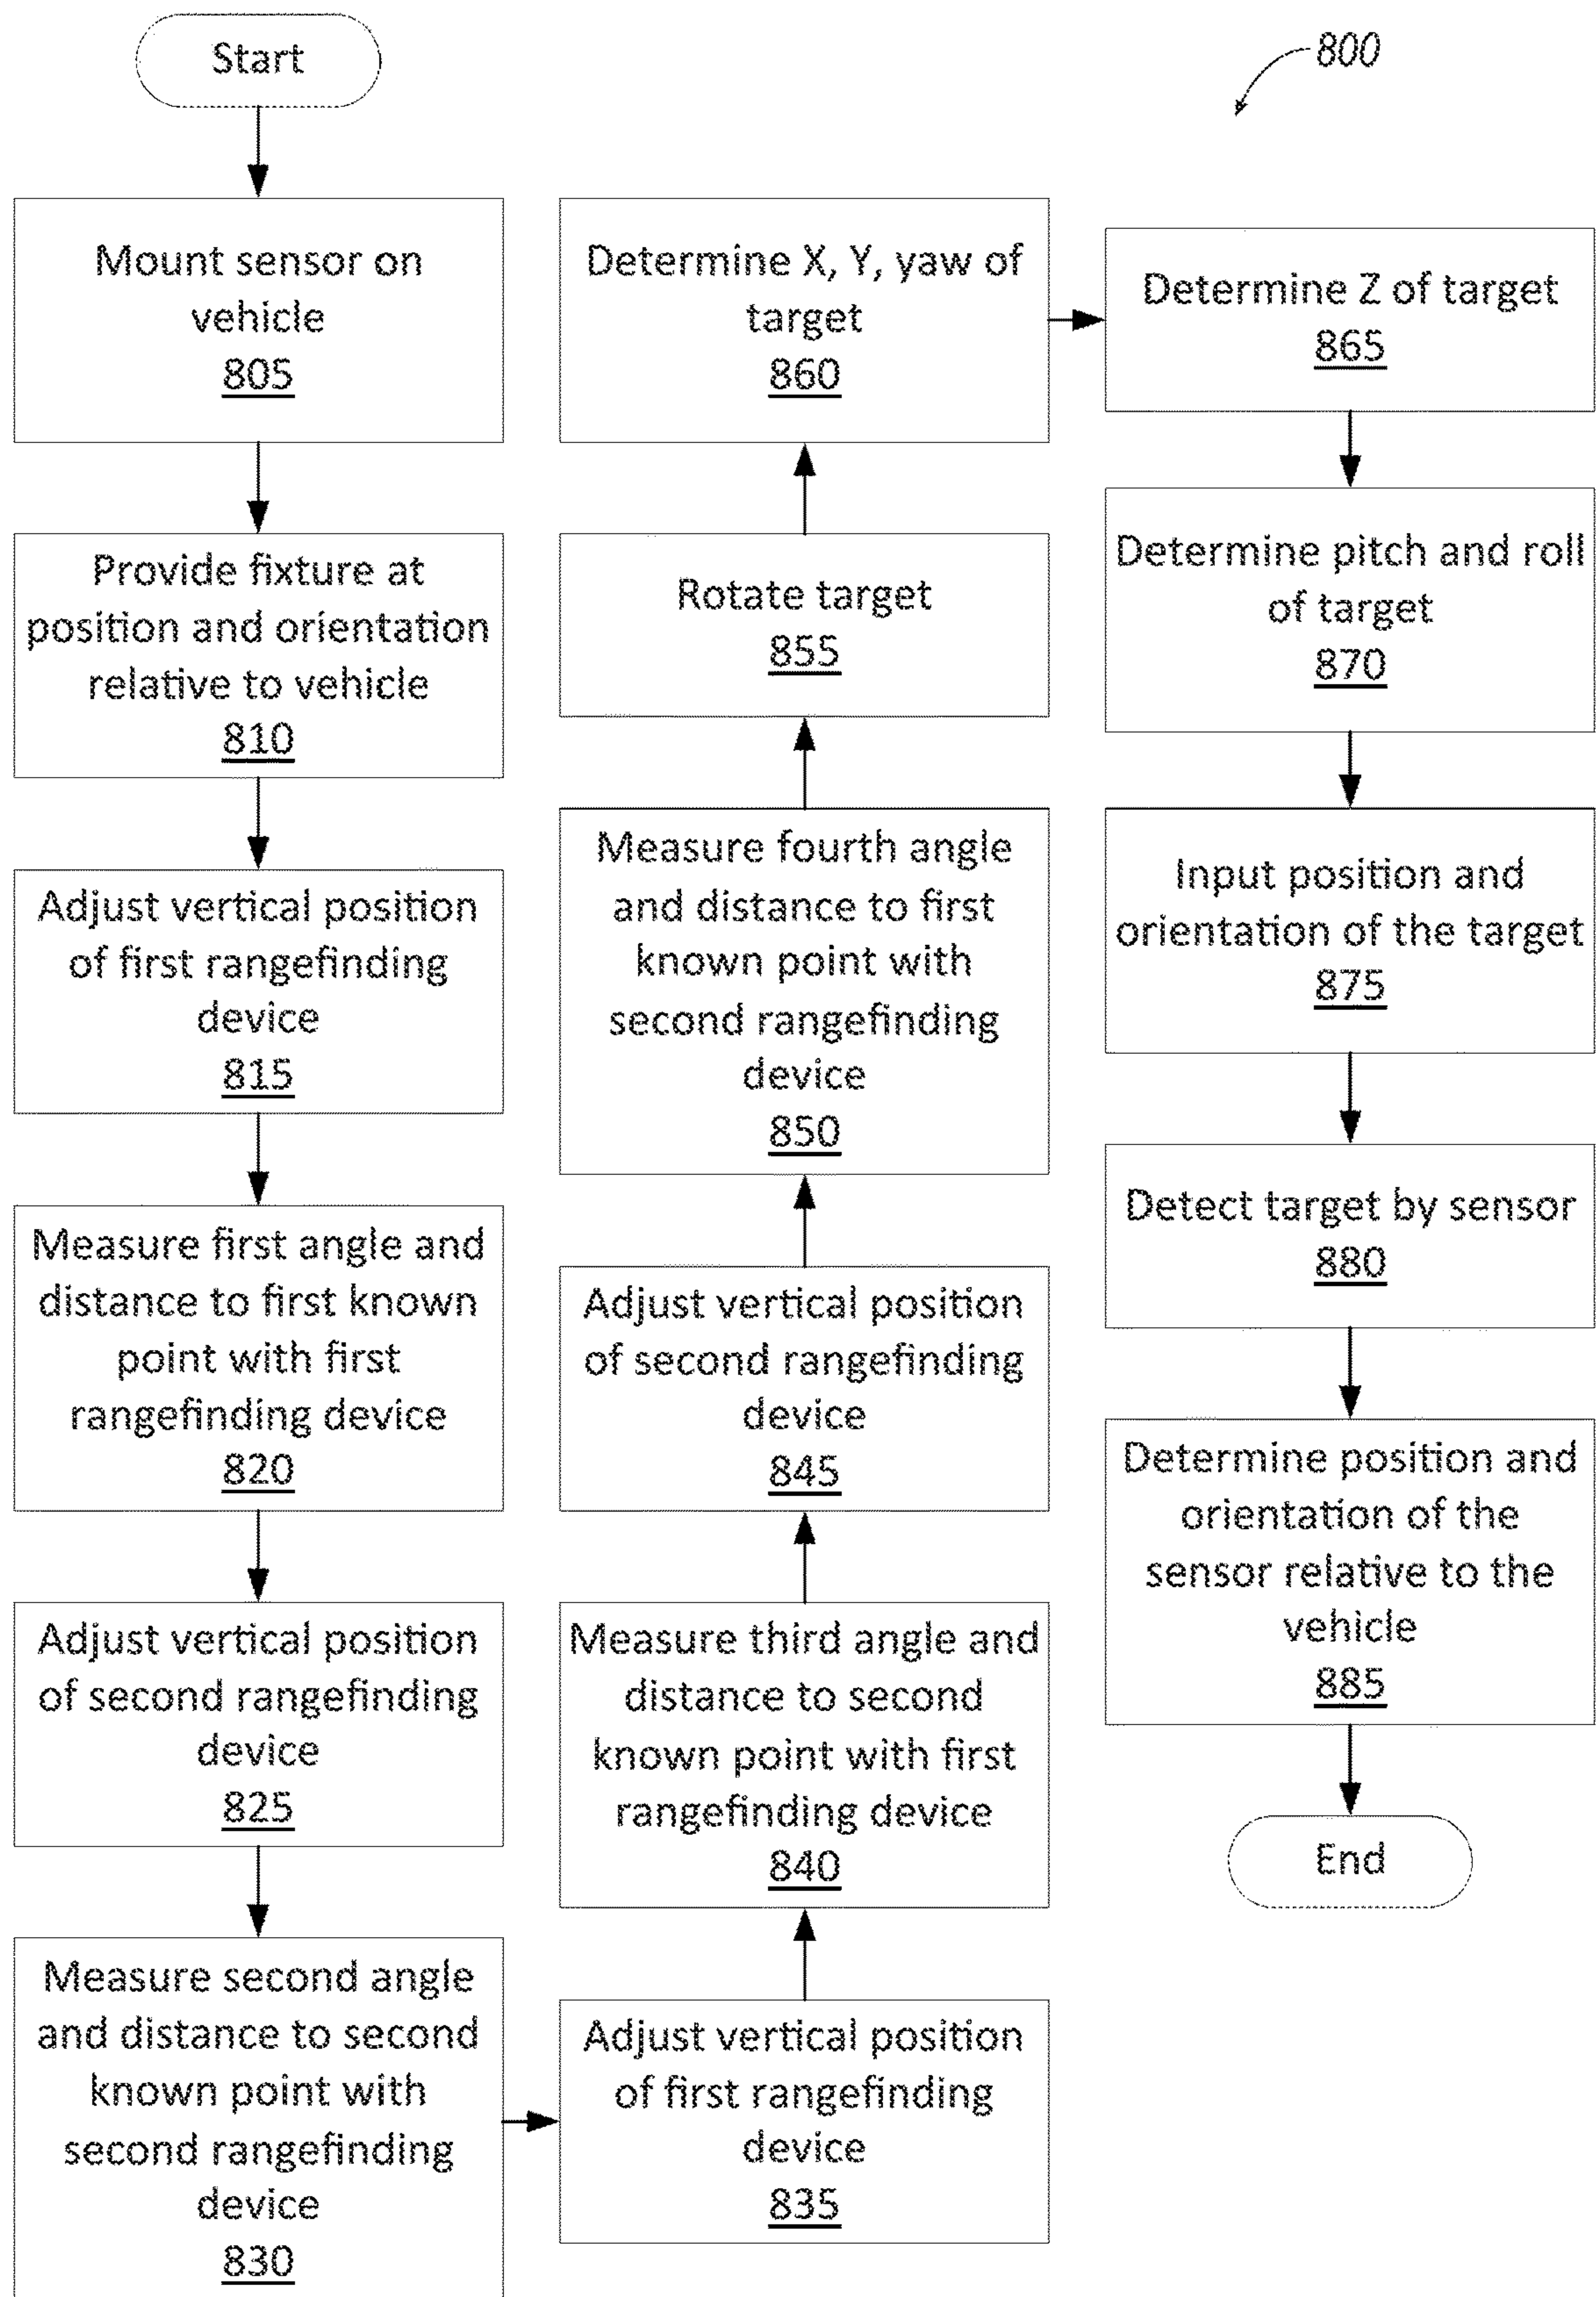 Start
800
Mount sensor on
vehicle
805
Provide fixture at
position and orientation
relative to vehicle
810
Adjust vertical position
of first rangefinding
device
815
Measure first angle and
distance to first known
point with first
rangefinding device
820
Adjust vertical position
of second rangefinding
device
825
Measure second angle
and distance to second
known point with
second rangefinding
device
830
Adjust vertical position
of first rangefinding
device
835
Measure third angle and
distance to second
known point with first
rangefinding device
840
Adjust vertical position
of second rangefinding
device
845
Measure fourth angle
and distance to first
known point with
second rangefinding
device
850
Rotate target
855
Determine X, Y, yaw of
target
860
Determine Z of target
865
Determine pitch and roll
of target
870
Input position and
orientation of the target
875
Detect target by sensor
880
Determine position and
orientation of the
sensor relative to the
vehicle
885
End